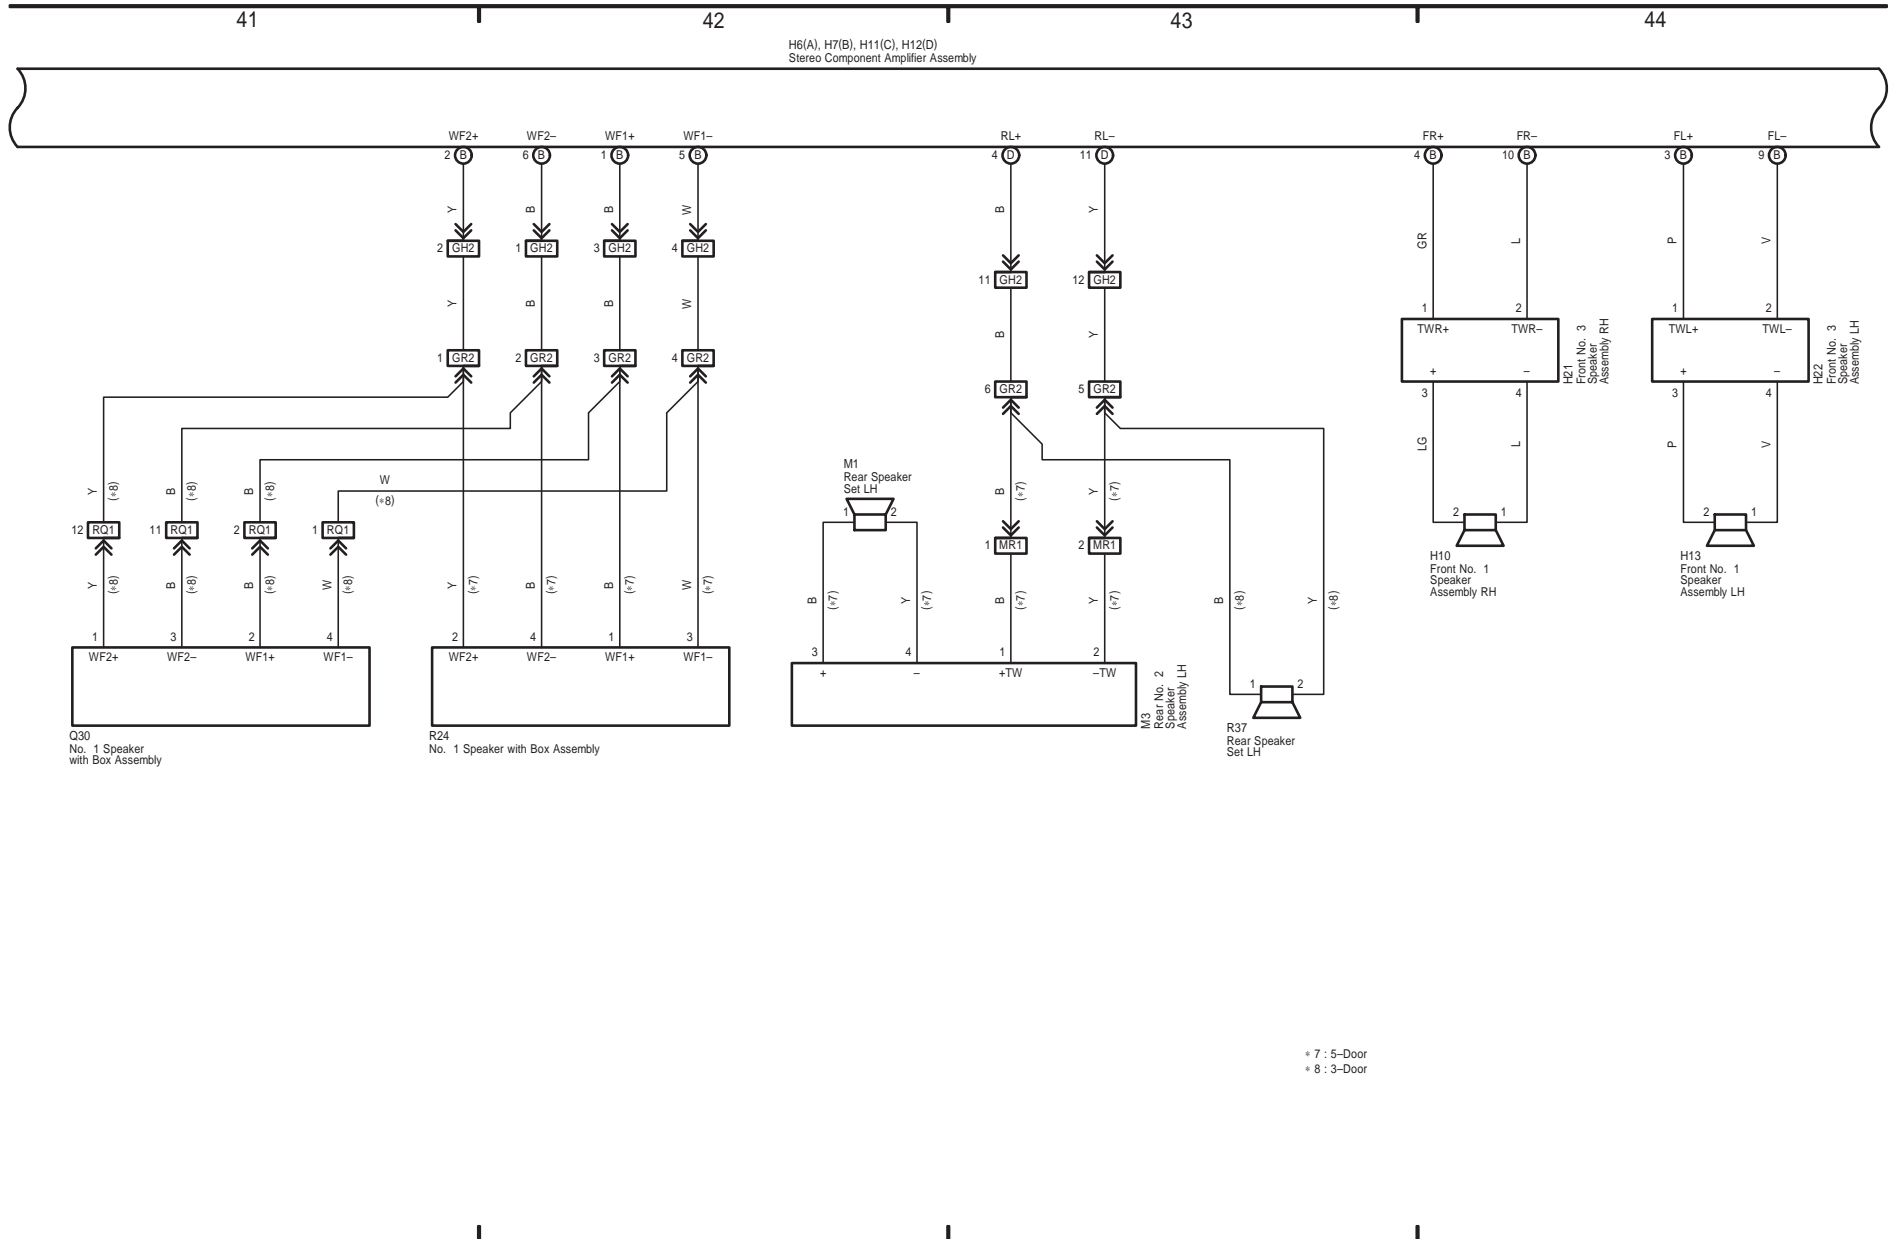 41 42 43 44
H6(A), H7(B), H11(C), H12(D)
Stereo Component Amplifier Assembly
WF2+ WF2– WF1+ WF1– RL+ RL– FR+ FR– FL+ FL–
2 B 6 B 1 B 5 B 4 D 11 D 4 B 10 B 3 B 9 B
Y B B W B Y
GR L P V
2 GH2 1 GH2 3 GH2 4 GH2
11 GH2 12 GH2
Y B B W
1 2 1 2
TWR+ TWR– TWL+ TWL–
B Y
1 GR2 2 GR2 3 GR2 4 GR2
+ – + –
H21
Front No. 3
Speaker
Assembly RH
H22
Front No. 3
Speaker
Assembly LH
6 GR2 5 GR2
3 4 3 4
LG L P V
M1
Rear Speaker
Set LH
W
(*8)
Y (*8) B (*8) B (*8)
B (*7) Y (*7)
1 2
2 1 2 1
12 RQ1 11 RQ1 2 RQ1 1 RQ1
1 MR1 2 MR1
H10
Front No. 1
Speaker
Assembly RH
H13
Front No. 1
Speaker
Assembly LH
Y (*8) B (*8) B (*8) W (*8) Y (*7) B (*7) B (*7) W (*7)
B (*7) Y (*7) B (*7) Y (*7) B (*8) Y (*8)
1 3 2 4 2 4 1 3
WF2+ WF2– WF1+ WF1– WF2+ WF2– WF1+ WF1–
3 4 1 2
+ – +TW –TW
M3
Rear No. 2
Speaker
Assembly LH
1 2
R37
Rear Speaker
Set LH
Q30
No. 1 Speaker
with Box Assembly
R24
No. 1 Speaker with Box Assembly
* 7 : 5–Door
* 8 : 3–Door